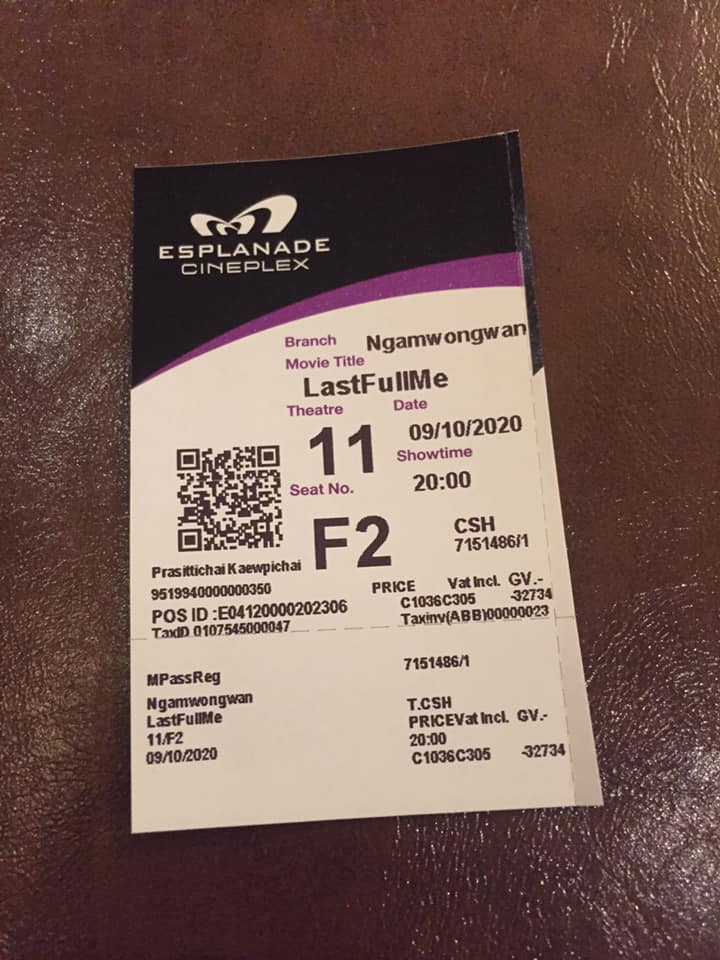 ESPLANADE
CINEPLEX
Branch Ngamwongwan
Movie Title
LastFullMe
Theatre Date
11 09/10/2020
Showtime
Seat No. 20:00
F2 CSH
7151486/1
Prasittichai Kaewpichai
9519940000000350
PRICE Vat Incl. GV.-
POS ID :E04120000202306 C1036C305 -32734
TaxID 0107545000047 Taxinv(ABB)00000023
MPassReg 7151486/1
Ngamwongwan T.CSH
LastFullMe PRICEVat Incl. GV.-
11/F2 20:00
09/10/2020 C1036C305 -32734